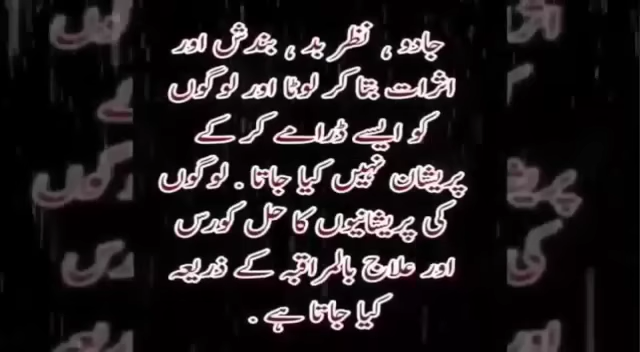 جادو ، نظر بد ، بندش اور
اثرات بتا کر لوٹا اور لوگوں
کو ایسے ڈرامے کر کے
پریشان نہیں کیا جاتا . لوگوں
کی پریشانیوں کا حل کورس
اور علاج بالمراقبہ کے ذریعہ
کیا جاتا ہے .